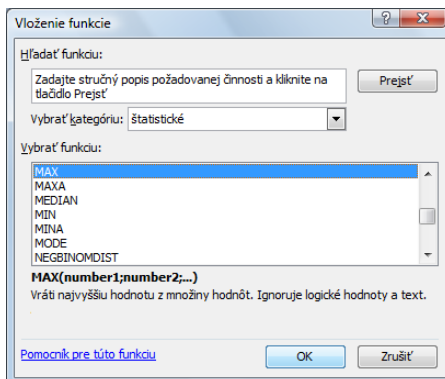 Vloženie funkcie
Hľadať funkciu:
Zadajte stručný popis požadovanej činnosti a kliknite na
tlačidlo Prejsť
Prejsť
Vybrať kategóriu: štatistické
Vybrať funkciu:
MAX
MAXA
MEDIAN
MIN
MINA
MODE
NEGBINOMDIST
MAX(number1;number2;...)
Vráti najvyššiu hodnotu z množiny hodnôt. Ignoruje logické hodnoty a text.
Pomocník pre túto funkciu
OK
Zrušiť